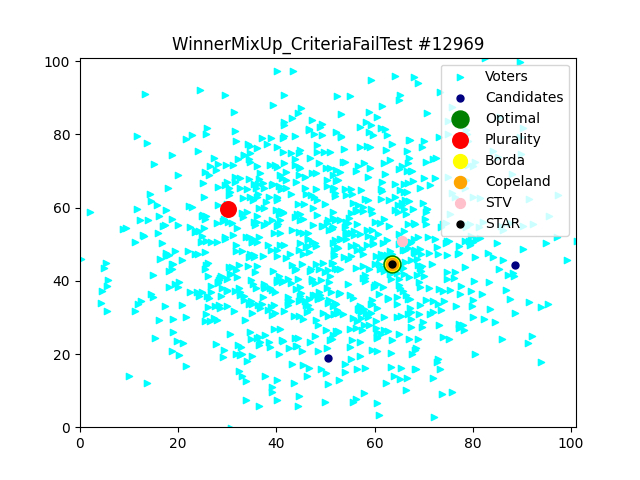 WinnerMixUp_CriteriaFailTest #12969
100
80
60
40
20
0
0
20
40
60
80
100
Voters
Candidates
Optimal
Plurality
Borda
Copeland
STV
STAR